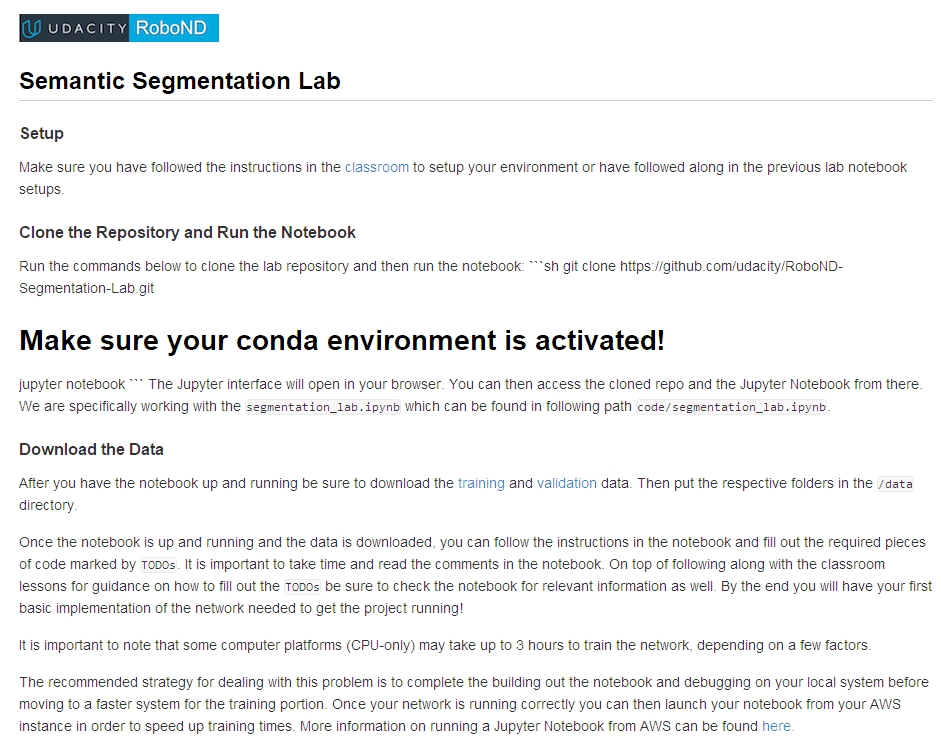 UDACITY RoboND
Semantic Segmentation Lab
Setup
Make sure you have followed the instructions in the classroom to setup your environment or have followed along in the previous lab notebook
setups.
Clone the Repository and Run the Notebook
Run the commands below to clone the lab repository and then run the notebook: ```sh git clone https://github.com/udacity/RoboND-
Segmentation-Lab.git
Make sure your conda environment is activated!
jupyter notebook ``` The Jupyter interface will open in your browser. You can then access the cloned repo and the Jupyter Notebook from there.
We are specifically working with the segmentation_lab.ipynb which can be found in following path code/segmentation_lab.ipynb.
Download the Data
After you have the notebook up and running be sure to download the training and validation data. Then put the respective folders in the /data
directory.
Once the notebook is up and running and the data is downloaded, you can follow the instructions in the notebook and fill out the required pieces
of code marked by TODOs. It is important to take time and read the comments in the notebook. On top of following along with the classroom
lessons for guidance on how to fill out the TODOs be sure to check the notebook for relevant information as well. By the end you will have your first
basic implementation of the network needed to get the project running!
It is important to note that some computer platforms (CPU-only) may take up to 3 hours to train the network, depending on a few factors.
The recommended strategy for dealing with this problem is to complete the building out the notebook and debugging on your local system before
moving to a faster system for the training portion. Once your network is running correctly you can then launch your notebook from your AWS
instance in order to speed up training times. More information on running a Jupyter Notebook from AWS can be found here.